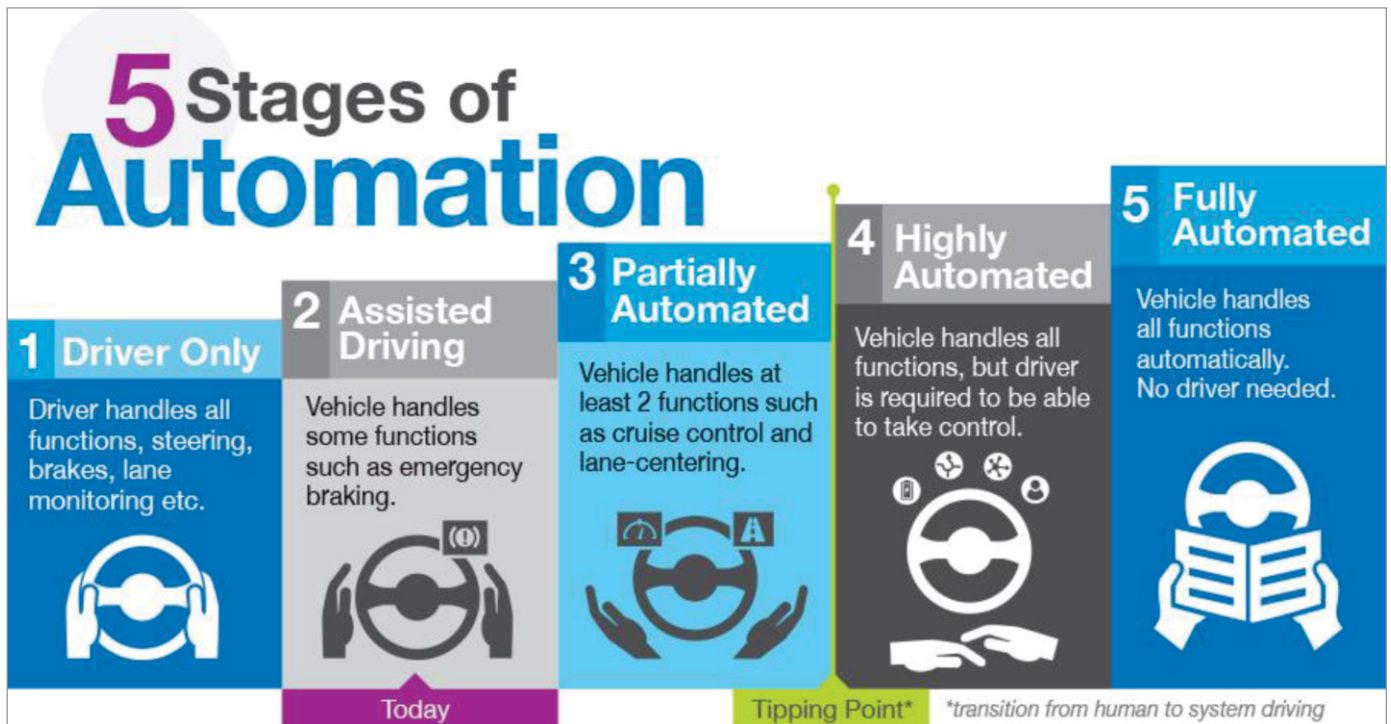 5 Stages of
Automation
1 Driver Only
Driver handles all
functions, steering,
brakes, lane
monitoring etc.
2 Assisted
Driving
Vehicle handles
some functions
such as emergency
braking.
Today
3 Partially
Automated
Vehicle handles at
least 2 functions such
as cruise control and
lane-centering.
Tipping Point*
4 Highly
Automated
Vehicle handles all
functions, but driver
is required to be able
to take control.
5 Fully
Automated
Vehicle handles
all functions
automatically.
No driver needed.
*transition from human to system driving